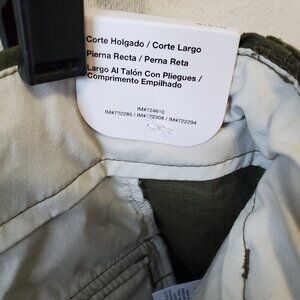 Corte Holgado / Corte Largo
Pierna Recta / Perna Reta
Largo Al Talón Con Pliegues /
Comprimento Empilhado
IM#724610
IM#722280 / IM#722308 / IM#722294